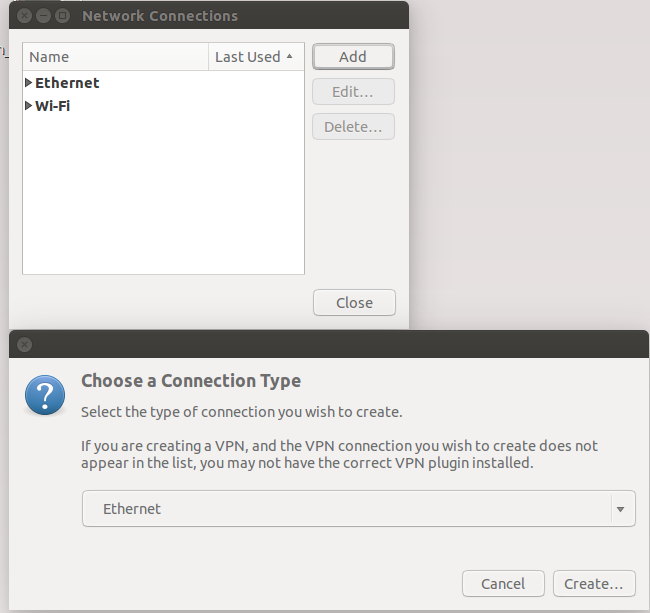 Network Connections
Name Last Used Add
Ethernet
Wi-Fi
Edit...
Delete...
Close
Choose a Connection Type
Select the type of connection you wish to create.
If you are creating a VPN, and the VPN connection you wish to create does not
appear in the list, you may not have the correct VPN plugin installed.
Ethernet
Cancel Create...